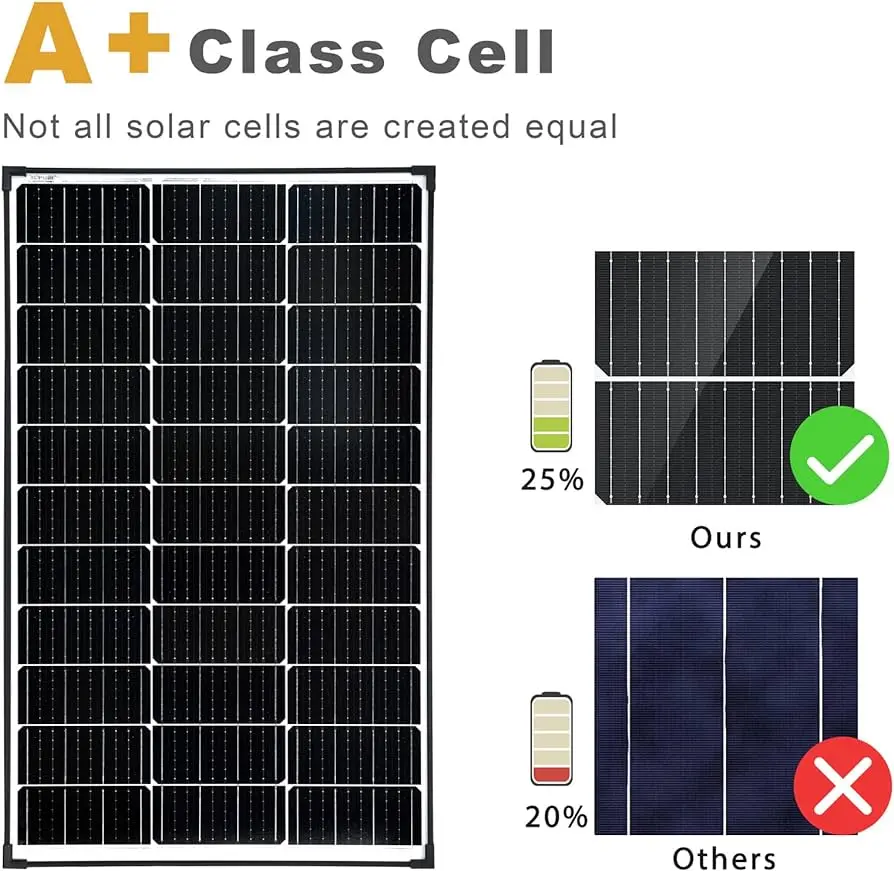 A+ Class Cell
Not all solar cells are created equal
25%
Ours
20%
Others